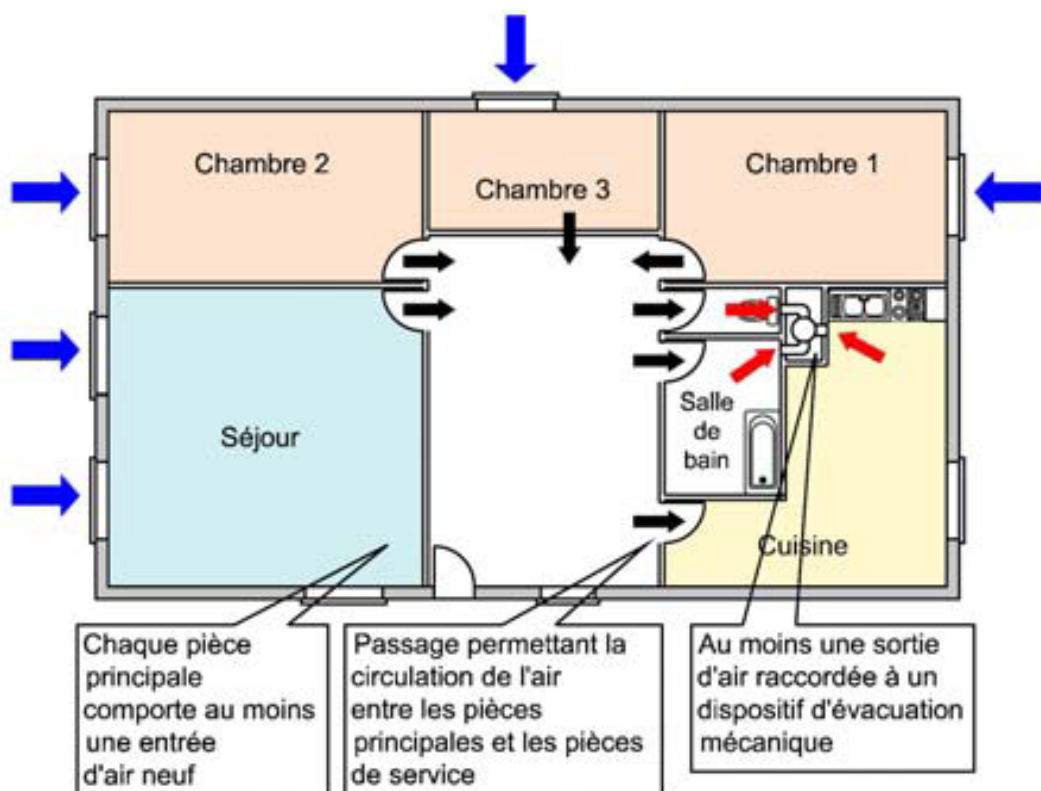 Chambre 2
Chambre 3
Chambre 1
Séjour
Salle
de
bain
Cuisine
Chaque pièce
principale
comporte au moins
une entrée
d'air neuf
Passage permettant la
circulation de l'air
entre les pièces
principales et les pièces
de service
Au moins une sortie
d'air raccordée à un
dispositif d'évacuation
mécanique